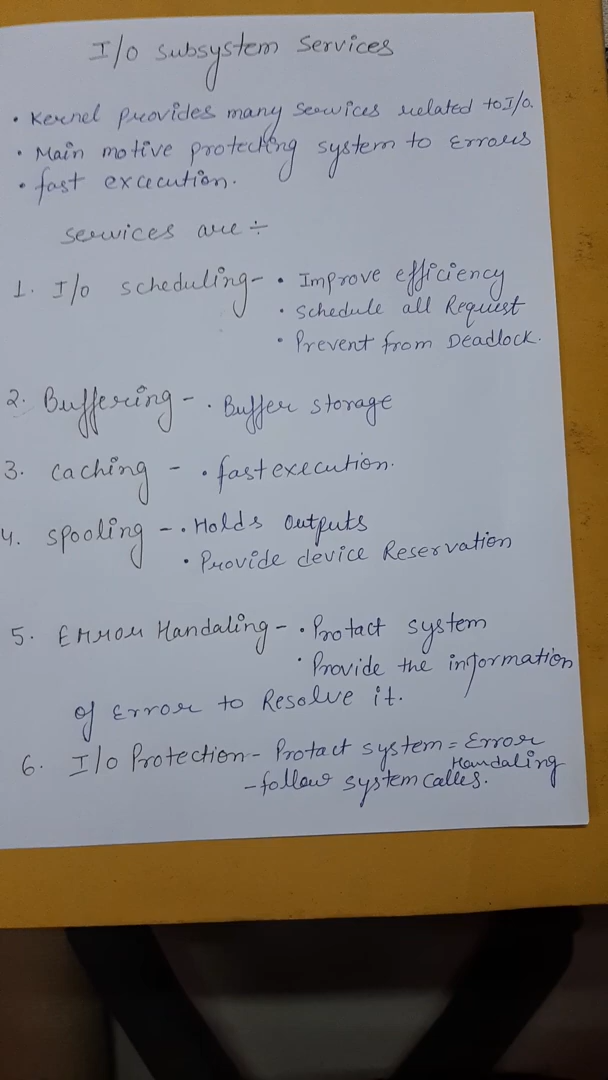 I/O Subsystem Services
• Kernel provides many Services related to I/O.
• Main motive protecting system to Errors
• fast excecution.
Services are ÷
1. I/O scheduling - • Improve efficiency
• Schedule all Request
• Prevent from Deadlock.
2. Buffering - • Buffer storage
3. Caching - • fast execution.
4. Spooling - • Holds Outputs
• Provide device Reservation
5. Error Handaling - • Protact system
• Provide the information
of Error to Resolve it.
6. I/O Protection - Protact system = Error
Handaling
- follow system calles.